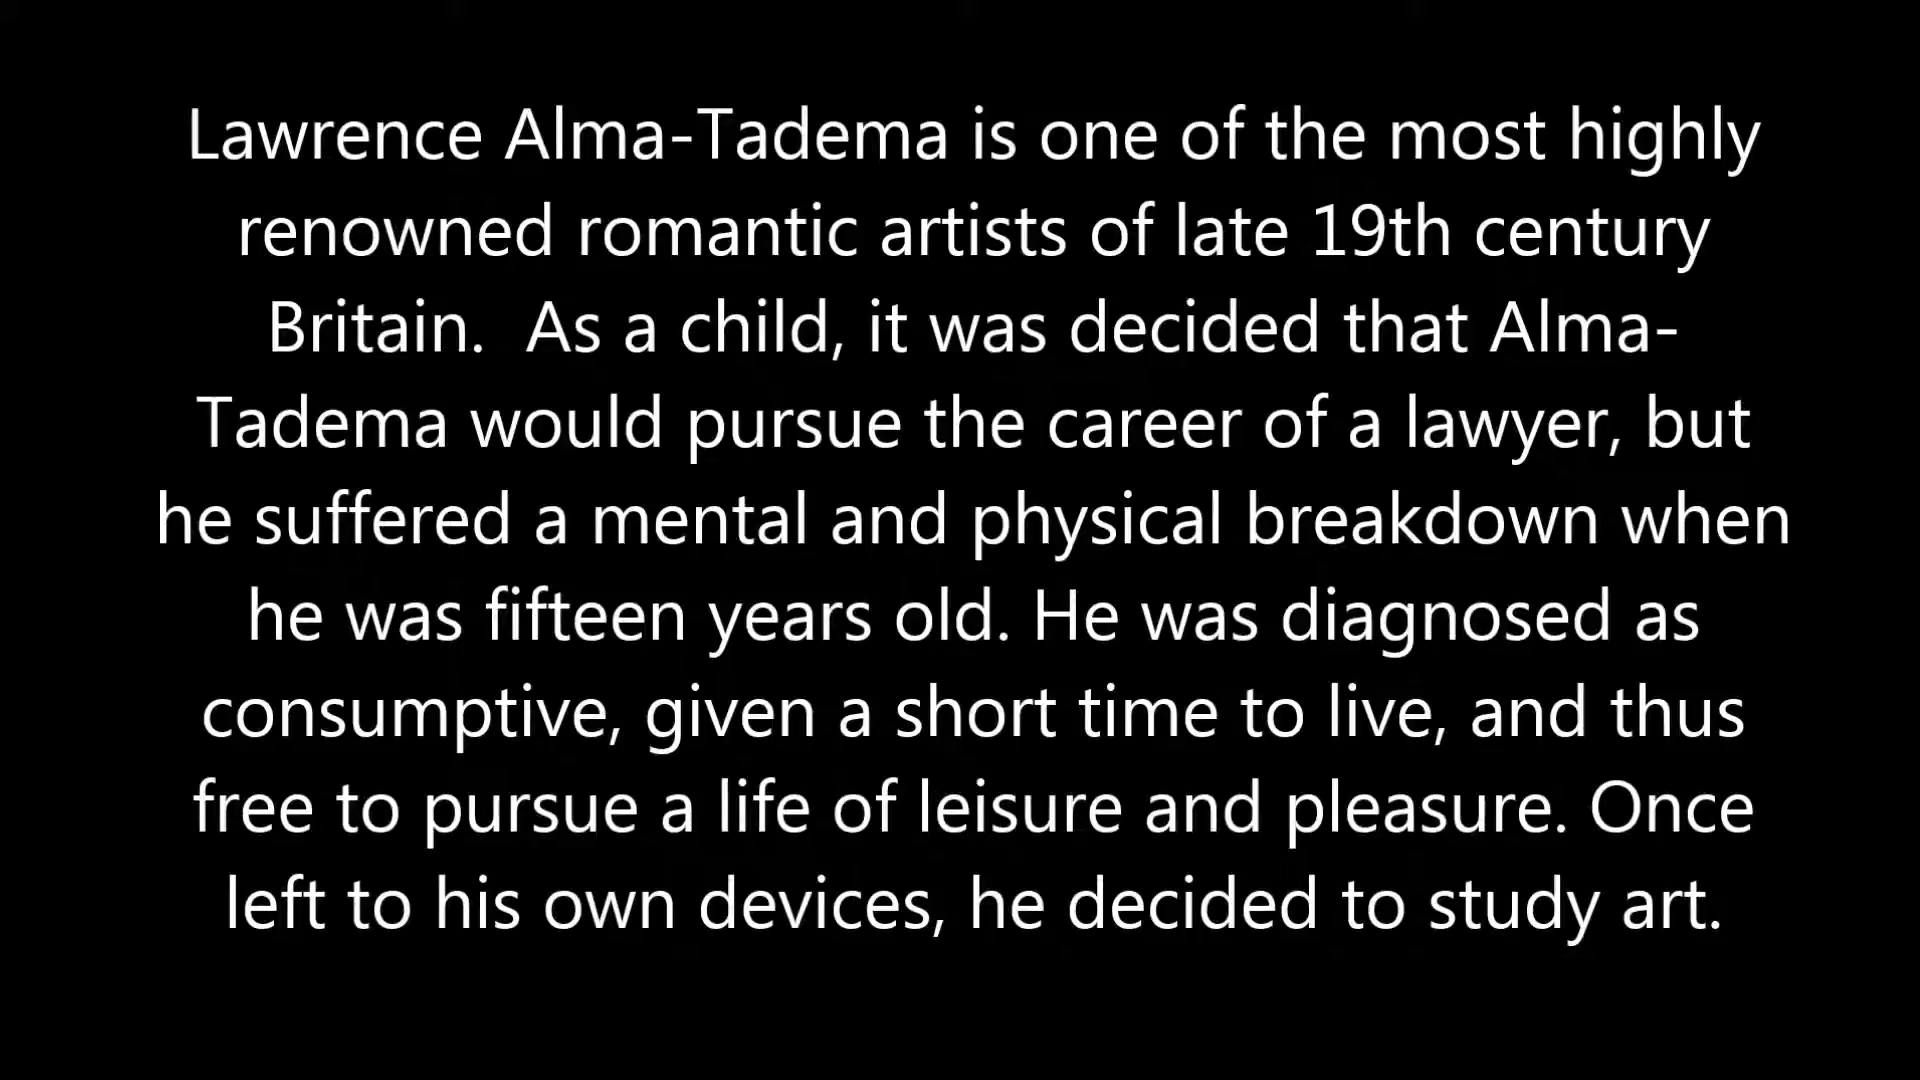 Lawrence Alma-Tadema is one of the most highly
renowned romantic artists of late 19th century
Britain.  As a child, it was decided that Alma-
Tadema would pursue the career of a lawyer, but
he suffered a mental and physical breakdown when
he was fifteen years old. He was diagnosed as
consumptive, given a short time to live, and thus
free to pursue a life of leisure and pleasure. Once
left to his own devices, he decided to study art.